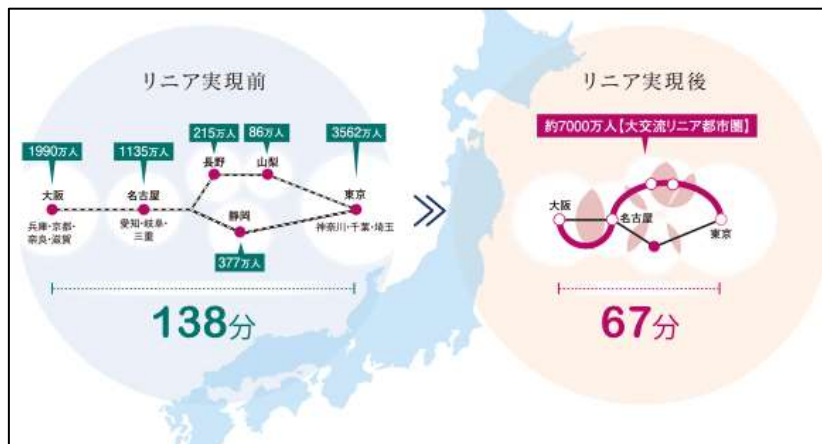 リニア実現前
215万人
86万人
3562万人
1990万人
1135万人
長野
山梨
大阪
名古屋
東京
兵庫・京都・
奈良・滋賀
愛知・岐阜・
三重
静岡
神奈川・千葉・埼玉
377万人
138分
リニア実現後
約7000万人【大交流リニア都市圏】
大阪
名古屋
東京
67分